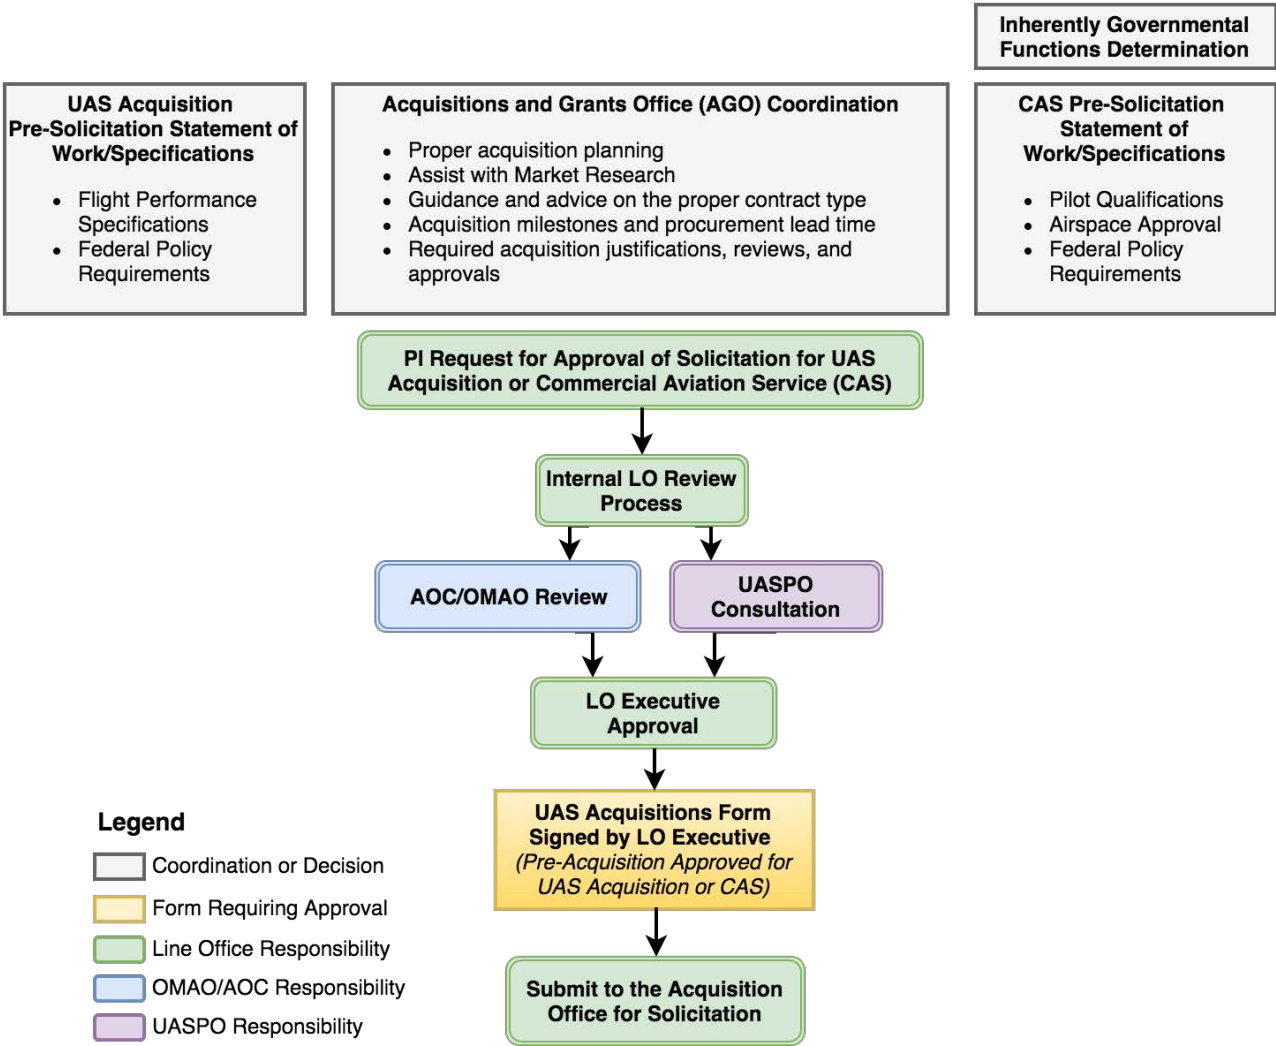 Inherently Governmental
Functions Determination
UAS Acquisition
Pre-Solicitation Statement of
Work/Specifications
• Flight Performance
Specifications
• Federal Policy
Requirements
Acquisitions and Grants Office (AGO) Coordination
• Proper acquisition planning
• Assist with Market Research
• Guidance and advice on the proper contract type
• Acquisition milestones and procurement lead time
• Required acquisition justifications, reviews, and
approvals
CAS Pre-Solicitation
Statement of
Work/Specifications
• Pilot Qualifications
• Airspace Approval
• Federal Policy
Requirements
PI Request for Approval of Solicitation for UAS
Acquisition or Commercial Aviation Service (CAS)
Internal LO Review
Process
AOC/OMAO Review
UASPO
Consultation
LO Executive
Approval
UAS Acquisitions Form
Signed by LO Executive
(Pre-Acquisition Approved for
UAS Acquisition or CAS)
Submit to the Acquisition
Office for Solicitation
Legend
Coordination or Decision
Form Requiring Approval
Line Office Responsibility
OMAO/AOC Responsibility
UASPO Responsibility